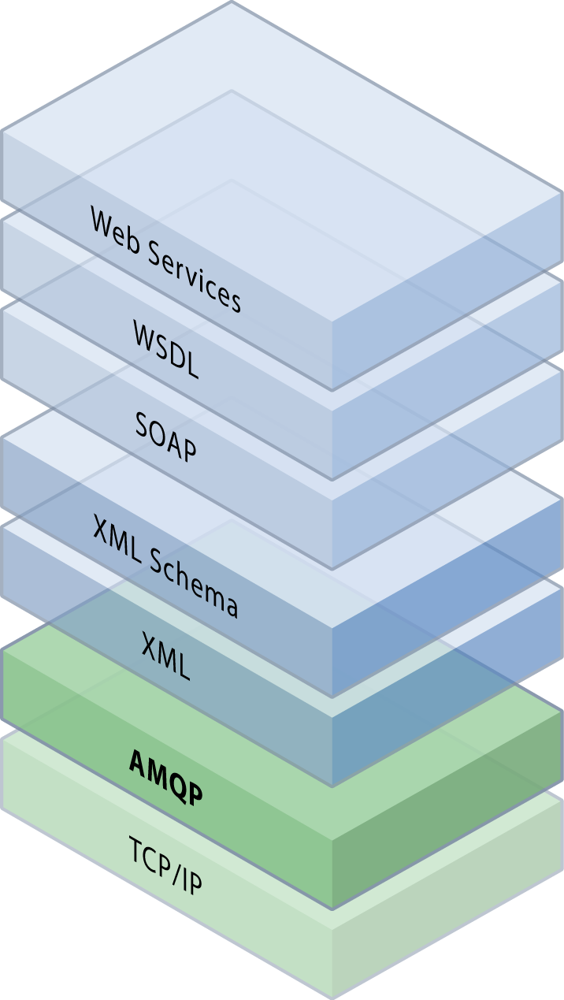 Web Services
WSDL
SOAP
XML Schema
XML
AMQP
TCP/IP